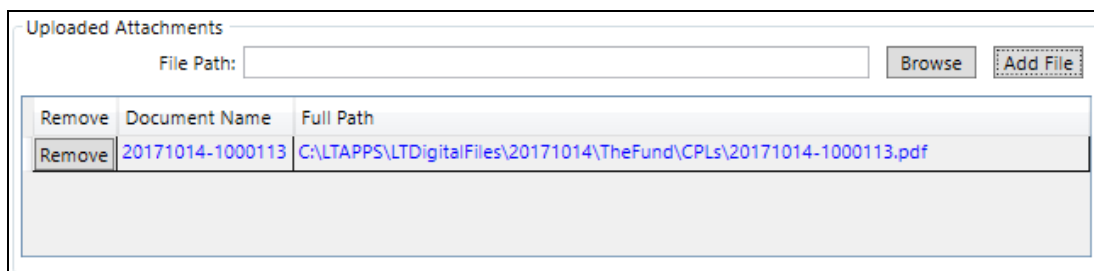 Uploaded Attachments
File Path: Browse Add File
Remove Document Name Full Path
Remove 20171014-1000113 C:\LTAPPS\LTDigitalFiles\20171014\TheFund\CPLs\20171014-1000113.pdf